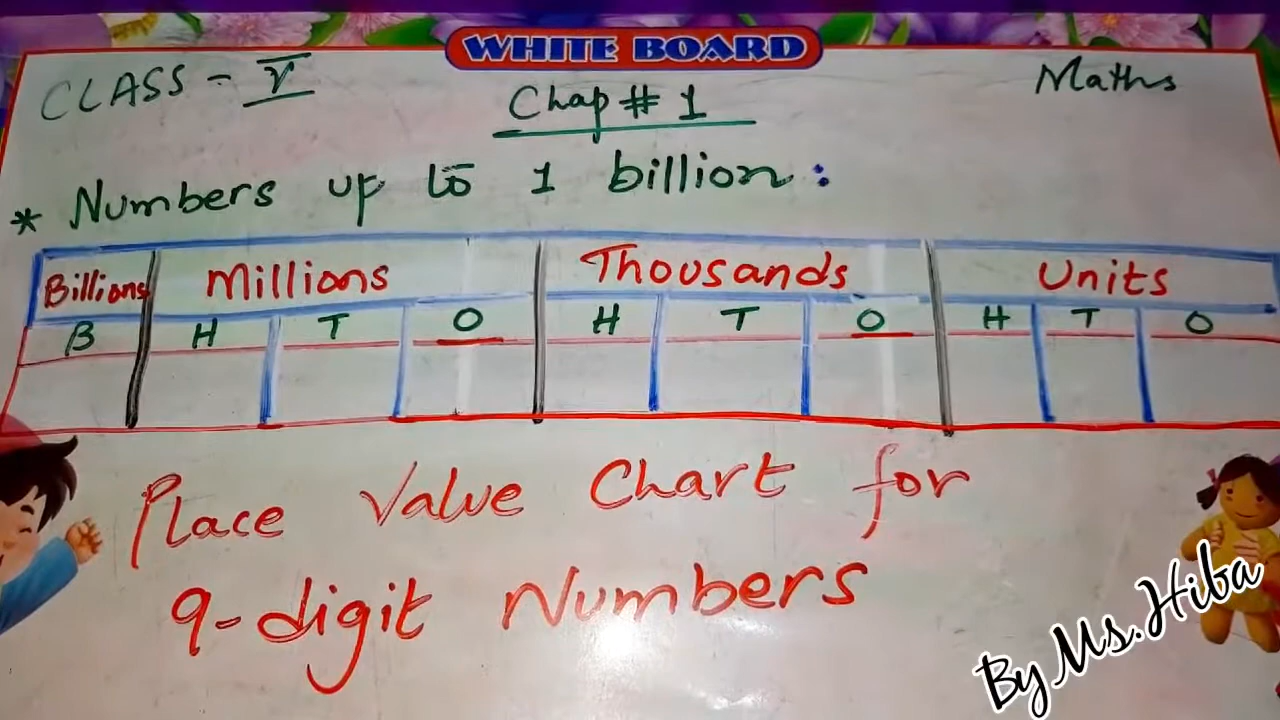 WHITE BOARD
CLASS - V
Maths
Chap # 1
* Numbers up to 1 billion:
Billions Millions Thousands Units
B H T O H T O H T O
Place Value Chart for
9-digit Numbers
By Ms. Hiba